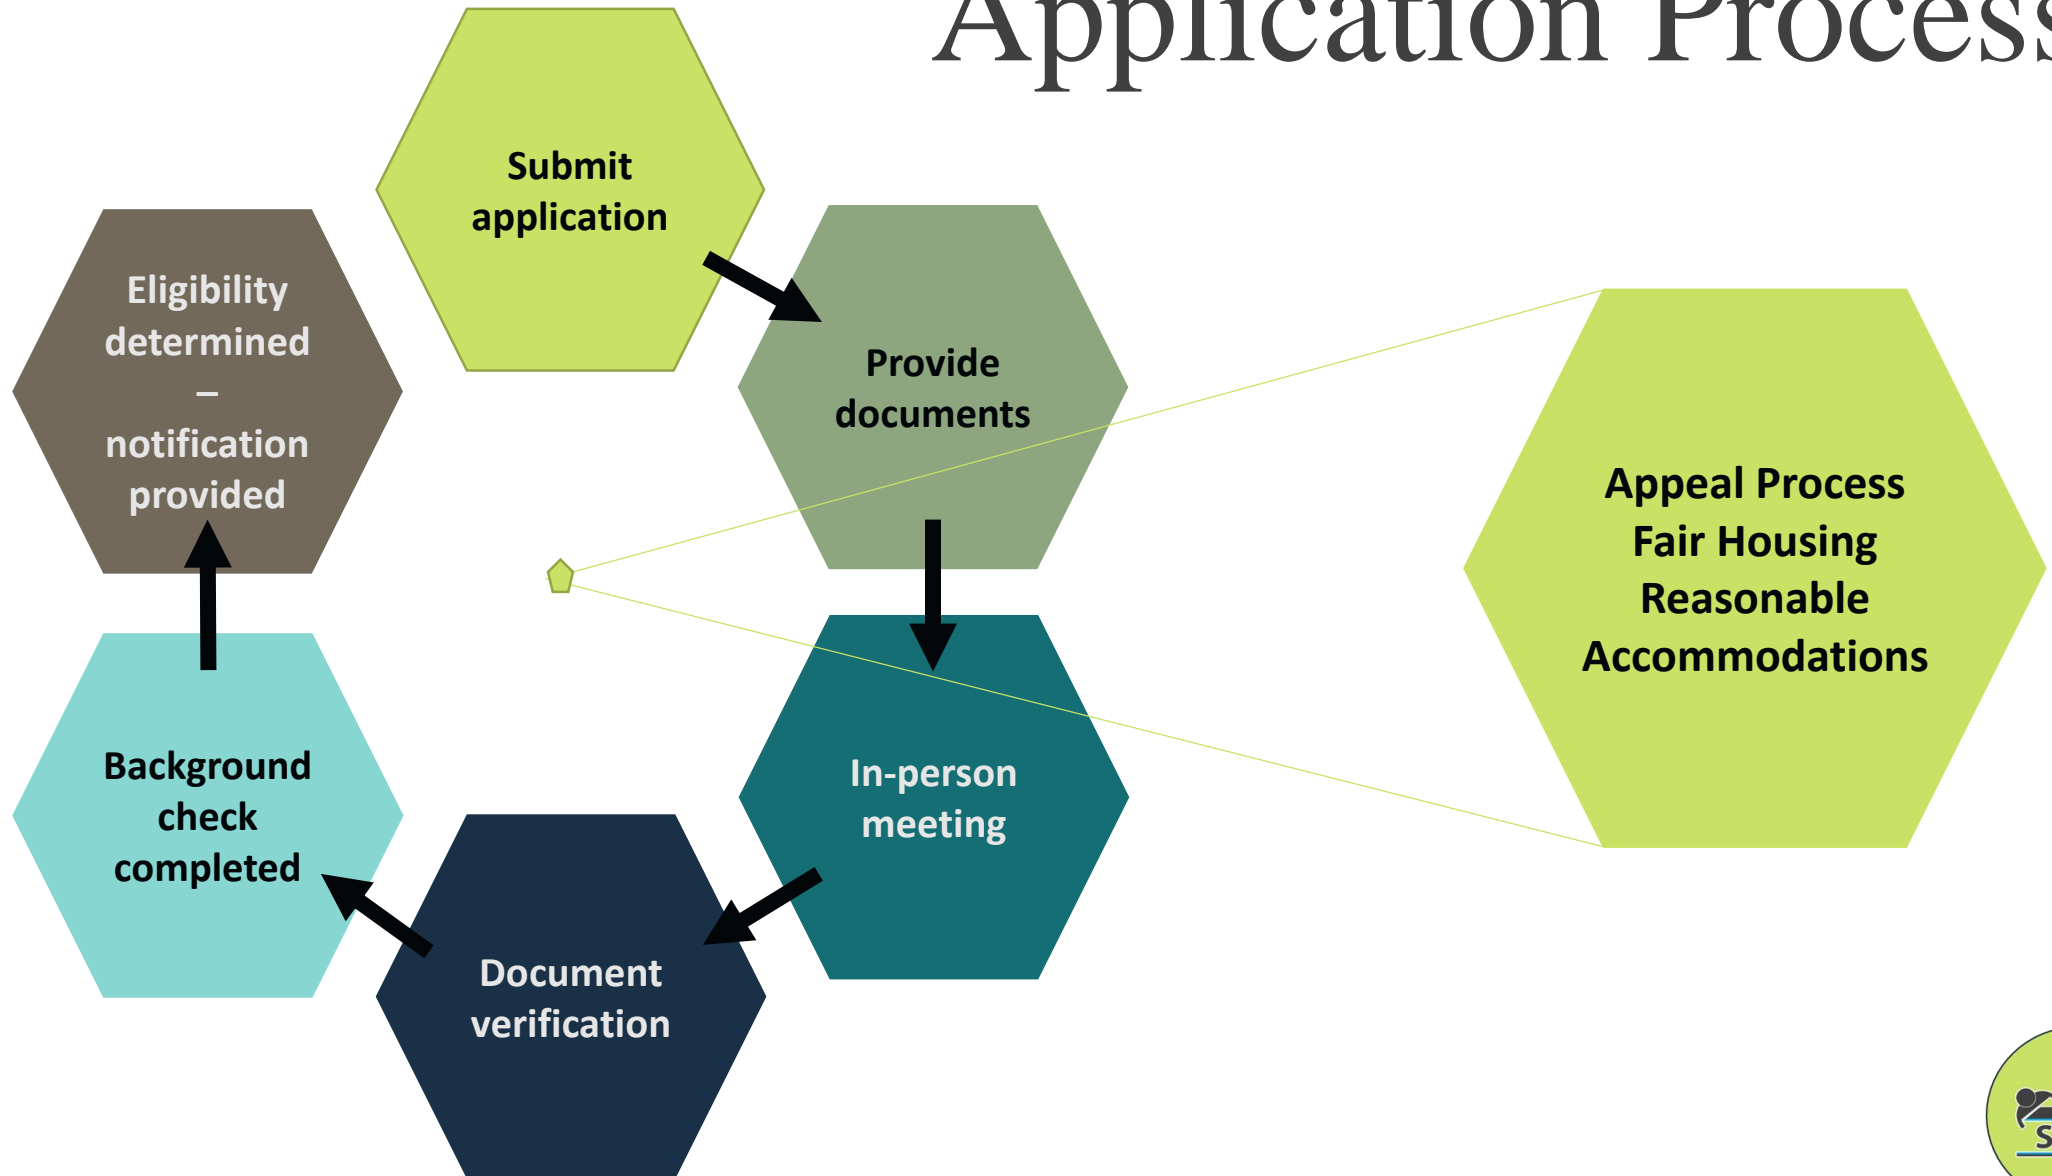 Application Process
Submit
application
Provide
documents
In-person
meeting
Document
verification
Background
check
completed
Eligibility
determined
–
notification
provided
Appeal Process
Fair Housing
Reasonable
Accommodations
S